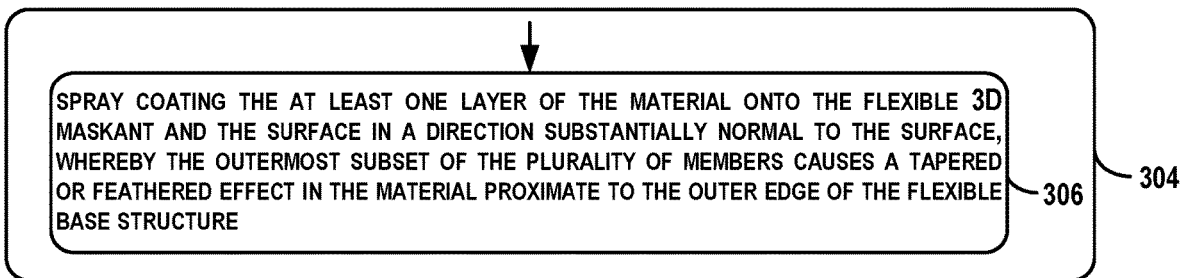 SPRAY COATING THE AT LEAST ONE LAYER OF THE MATERIAL ONTO THE FLEXIBLE 3D
MASKANT AND THE SURFACE IN A DIRECTION SUBSTANTIALLY NORMAL TO THE SURFACE,
WHEREBY THE OUTERMOST SUBSET OF THE PLURALITY OF MEMBERS CAUSES A TAPERED
OR FEATHERED EFFECT IN THE MATERIAL PROXIMATE TO THE OUTER EDGE OF THE FLEXIBLE
BASE STRUCTURE
306
304